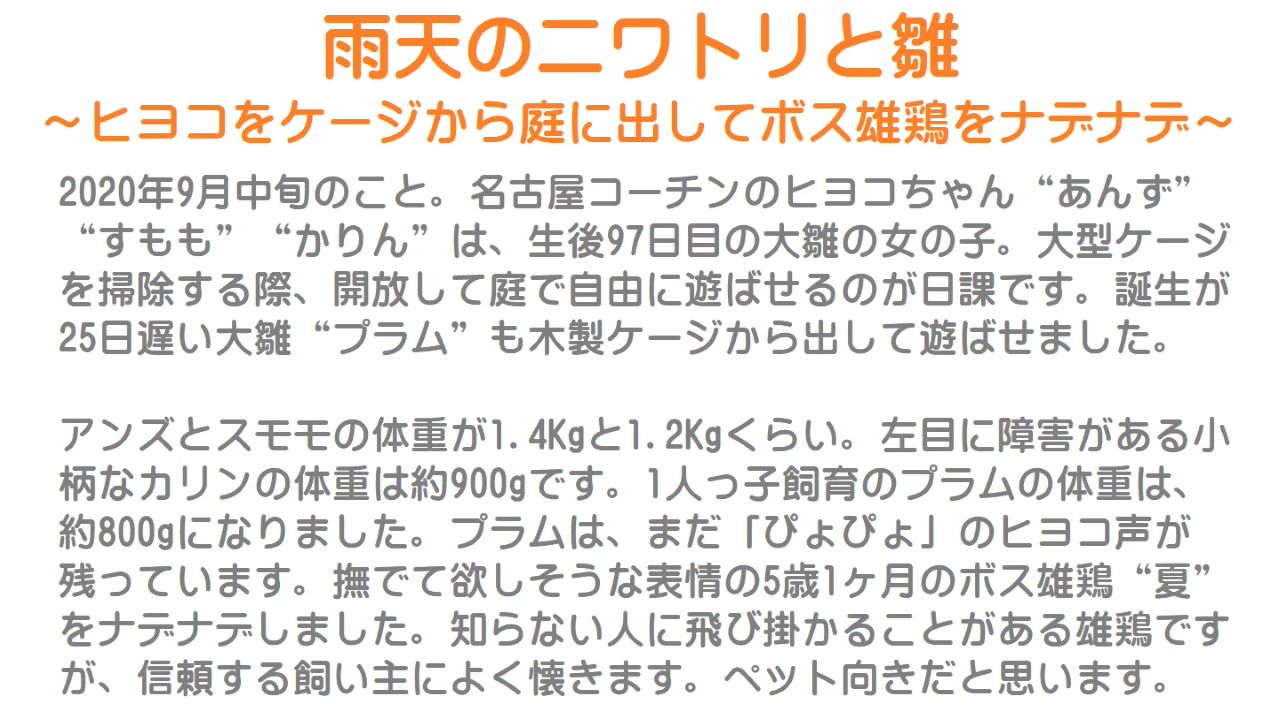 雨天のニワトリと雛
～ヒヨコをケージから庭に出してボス雄鶏をナデナデ～
2020年9月中旬のこと。名古屋コーチンのヒヨコちゃん“あんず”
“すもも”“かりん”は、生後97日目の大雛の女の子。大型ケージ
を掃除する際、開放して庭で自由に遊ばせるのが日課です。誕生が
25日遅い大雛“プラム”も木製ケージから出して遊ばせました。
アンズとスモモの体重が1.4Kgと1.2Kgくらい。左目に障害がある小
柄なカリンの体重は約900gです。1人っ子飼育のプラムの体重は、
約800gになりました。プラムは、まだ「ぴょぴょ」のヒヨコ声が
残っています。撫でて欲しそうな表情の5歳1ヶ月のボス雄鶏“夏”
をナデナデしました。知らない人に飛び掛かることがある雄鶏です
が、信頼する飼い主によく懐きます。ペット向きだと思います。